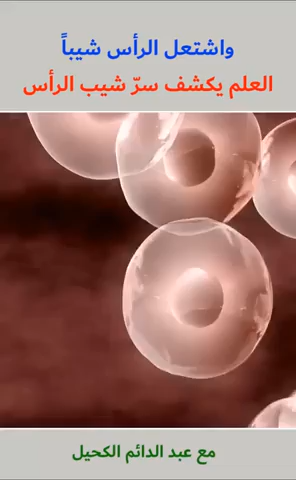 واشتعل الرأس شيباً
العلم يكشف سرّ شيب الرأس
مع عبد الدائم الكحيل